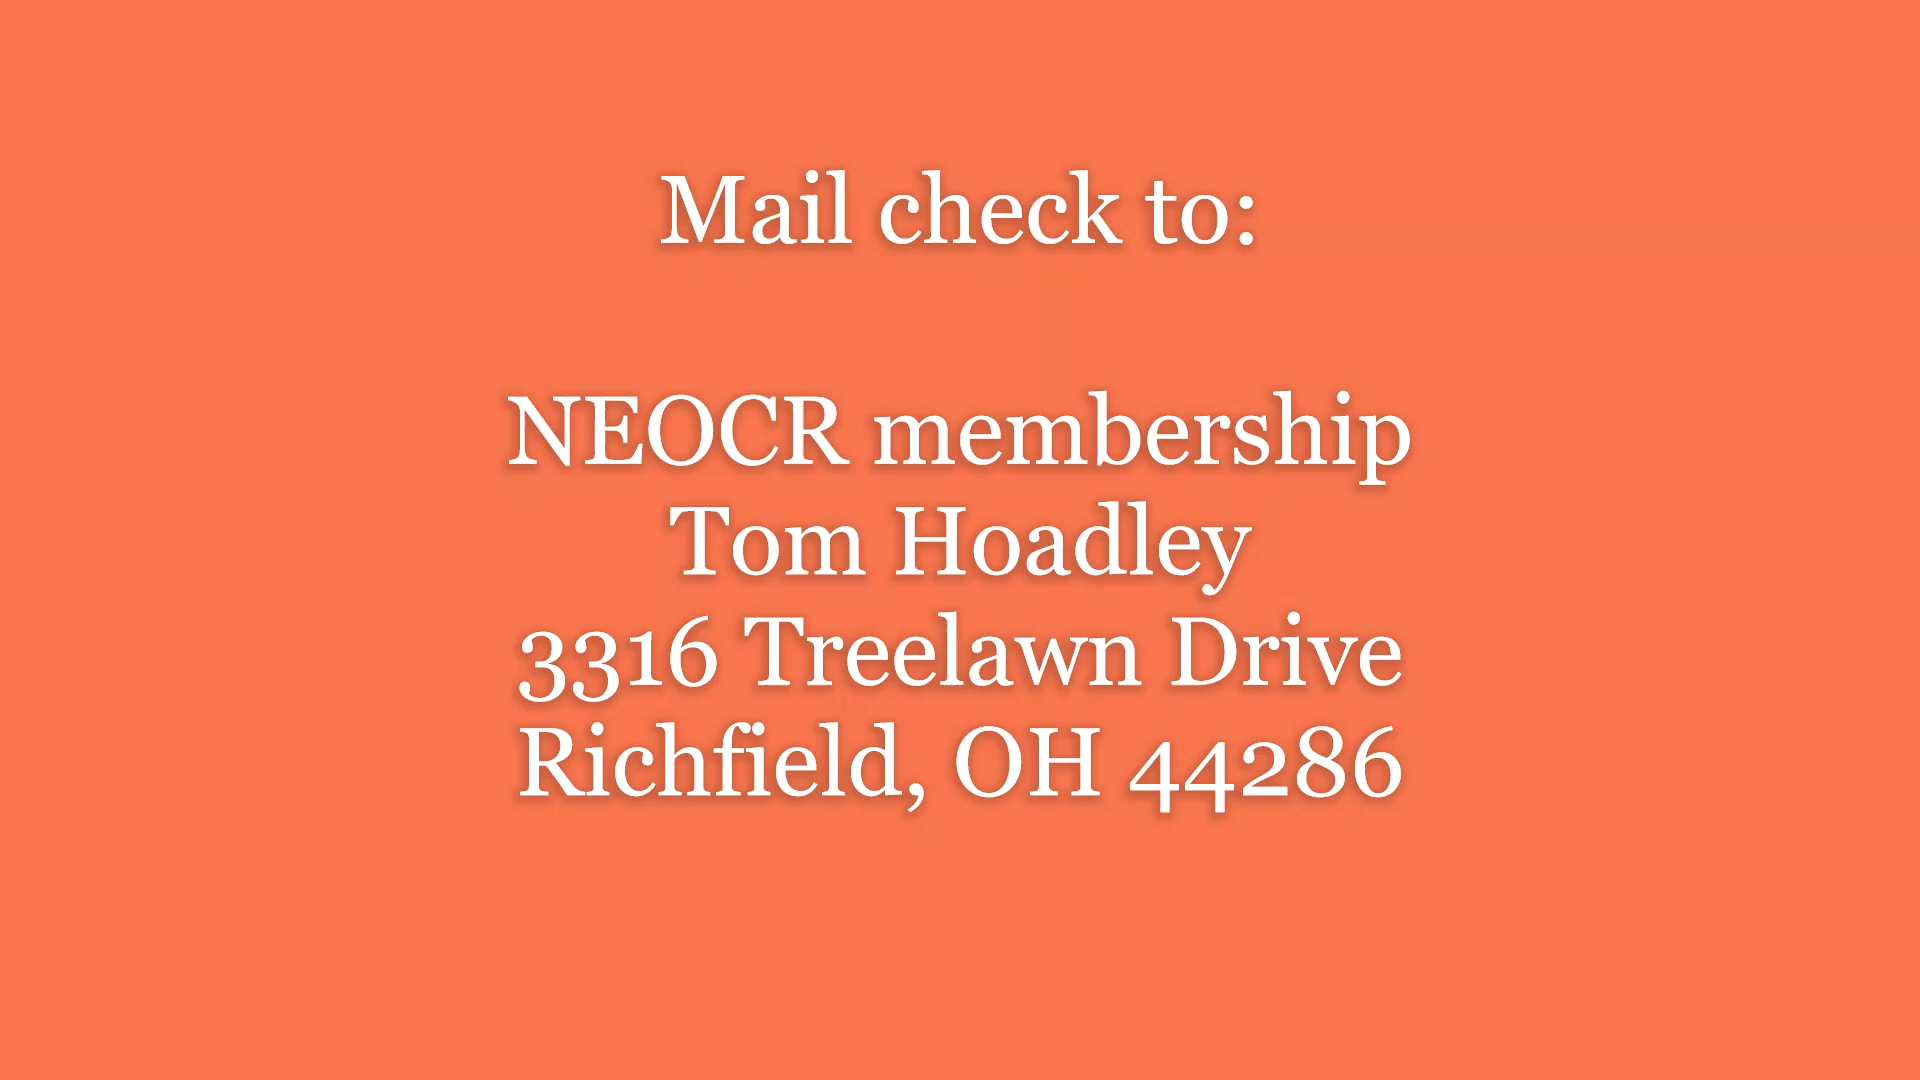 Mail check to:
NEOCR membership
Tom Hoadley
3316 Treelawn Drive
Richfield, OH 44286